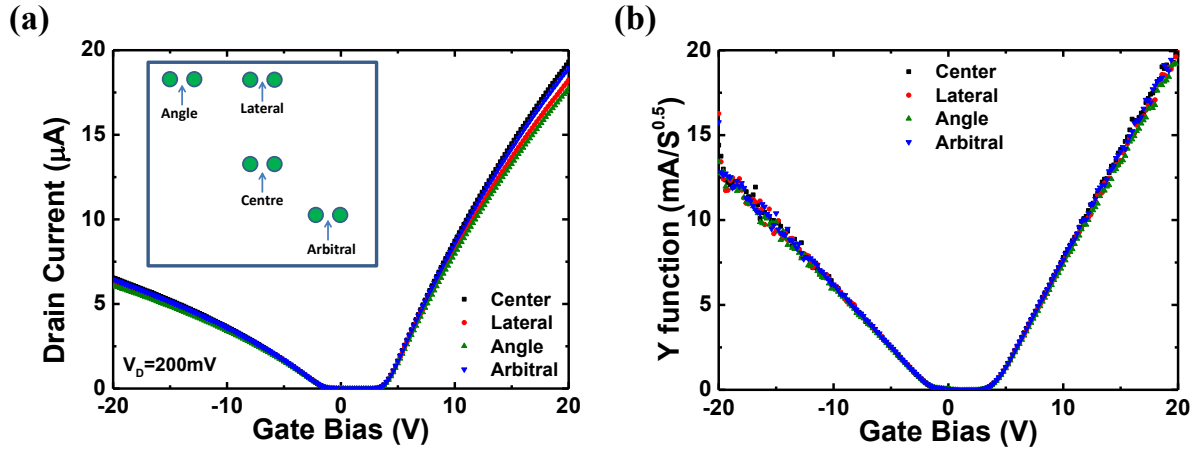 (a)
(b)
Drain Current (μA)
20
15
10
5
0
Angle
Lateral
Centre
Arbitral
Center
Lateral
Angle
Arbitral
V_D=200mV
-20
-10
0
10
20
Gate Bias (V)
Y function (mA/S^0.5)
20
15
10
5
0
Center
Lateral
Angle
Arbitral
-20
-10
0
10
20
Gate Bias (V)